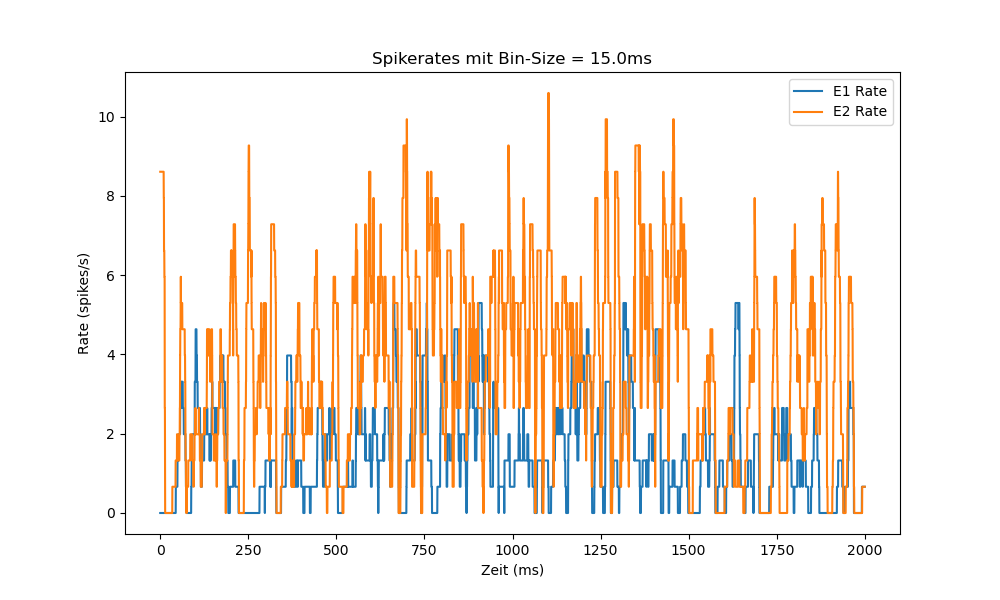 Spikerates mit Bin-Size = 15.0ms
E1 Rate
E2 Rate
10
8
6
4
2
0
Rate (spikes/s)
0 250 500 750 1000 1250 1500 1750 2000
Zeit (ms)